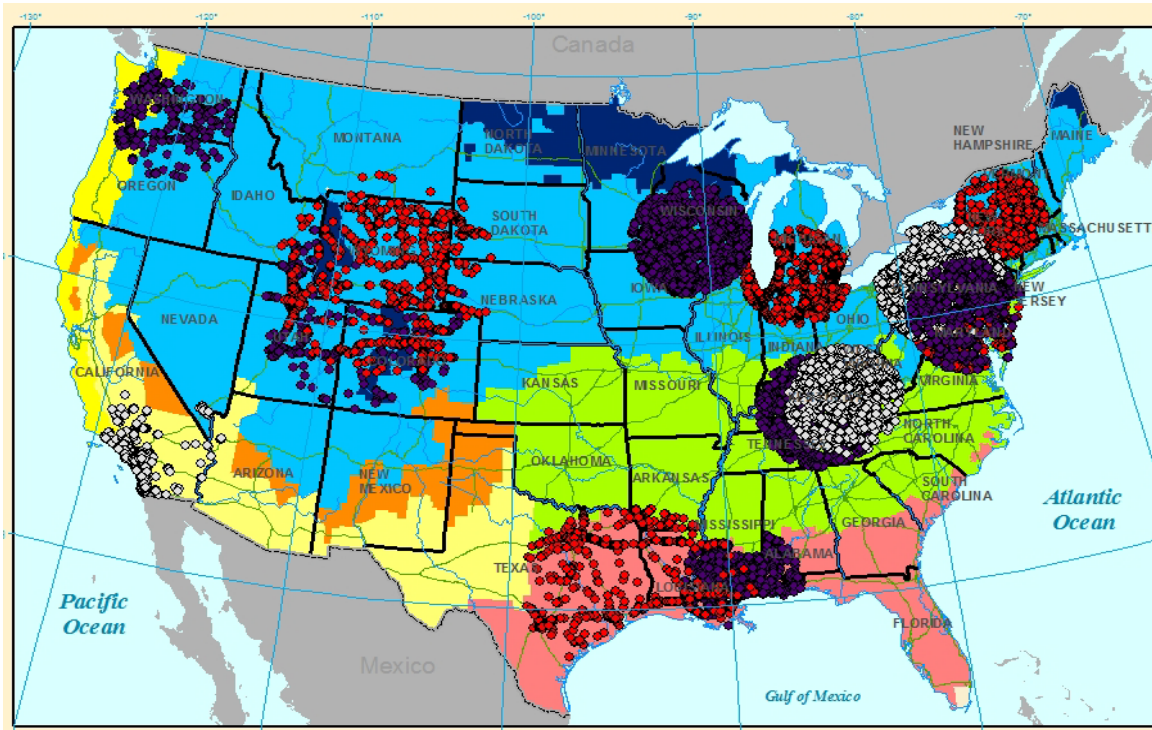 -130°
-120°
-110°
-100°
-90°
-80°
-70°
Canada
WASHINGTON
MONTANA
NORTH
DAKOTA
MINNESOTA
NEW
HAMPSHIRE
MAINE
OREGON
IDAHO
SOUTH
DAKOTA
WISCONSIN
MASSACHUSETT
NEVADA
NEBRASKA
IOWA
ILLINOIS
INDIANA
OHIO
NEW
JERSEY
UTAH
CALIFORNIA
KANSAS
MISSOURI
VIRGINIA
ARIZONA
NEW
MEXICO
OKLAHOMA
ARKANSAS
NORTH
CAROLINA
SOUTH
CAROLINA
MISSISSIPPI
ALABAMA
GEORGIA
Atlantic
Ocean
FLORIDA
Pacific
Ocean
Mexico
Gulf of Mexico